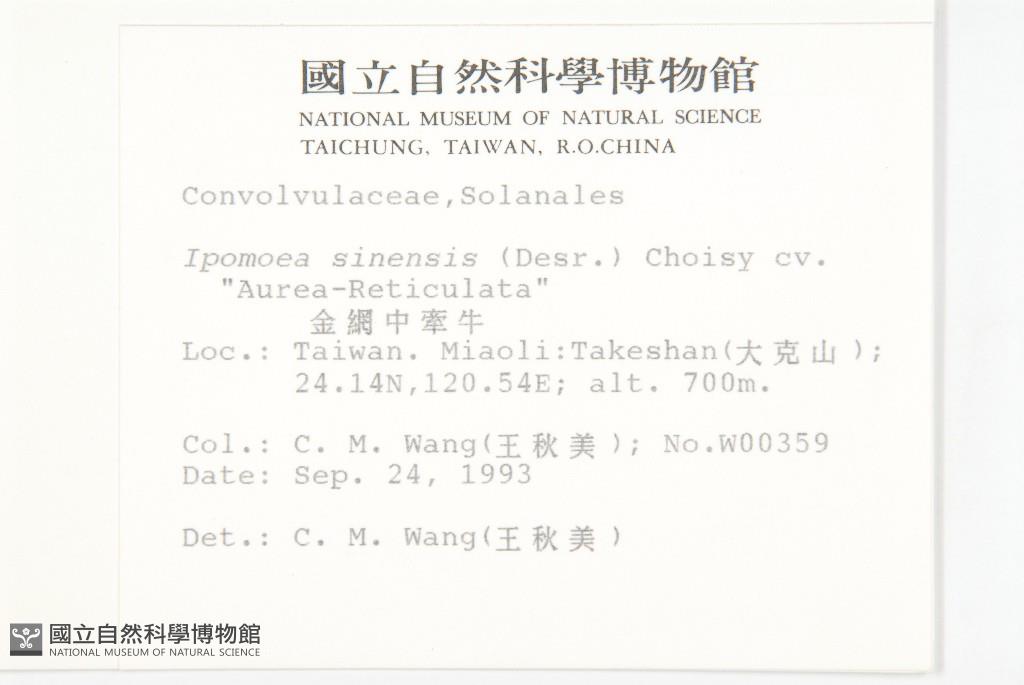 國立自然科學博物館
NATIONAL MUSEUM OF NATURAL SCIENCE
TAICHUNG, TAIWAN, R.O.CHINA
Convolvulaceae,Solanales
Ipomoea sinensis (Desr.) Choisy cv.
"Aurea-Reticulata"
金網中牽牛
Loc.: Taiwan. Miaoli:Takeshan(大克山);
24.14N,120.54E; alt. 700m.
Col.: C. M. Wang(王秋美); No.W00359
Date: Sep. 24, 1993
Det.: C. M. Wang(王秋美)
國立自然科學博物館
NATIONAL MUSEUM OF NATURAL SCIENCE